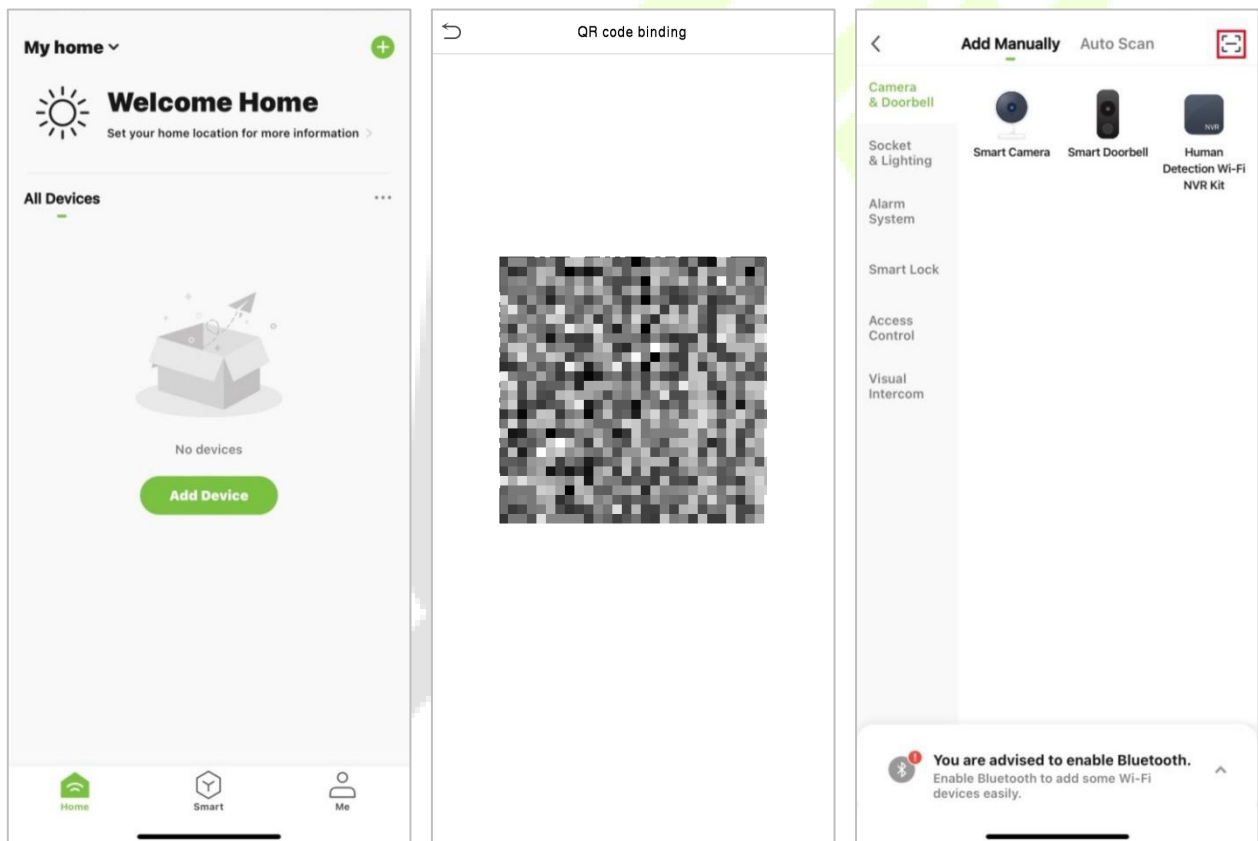 My home
Welcome Home
Set your home location for more information
All Devices
No devices
Add Device
Home
Smart
Me
QR code binding
Add Manually
Auto Scan
Camera
& Doorbell
Socket
& Lighting
Alarm
System
Smart Lock
Access
Control
Visual
Intercom
Smart Camera
Smart Doorbell
NVR
Human
Detection Wi-Fi
NVR Kit
You are advised to enable Bluetooth.
Enable Bluetooth to add some Wi-Fi
devices easily.